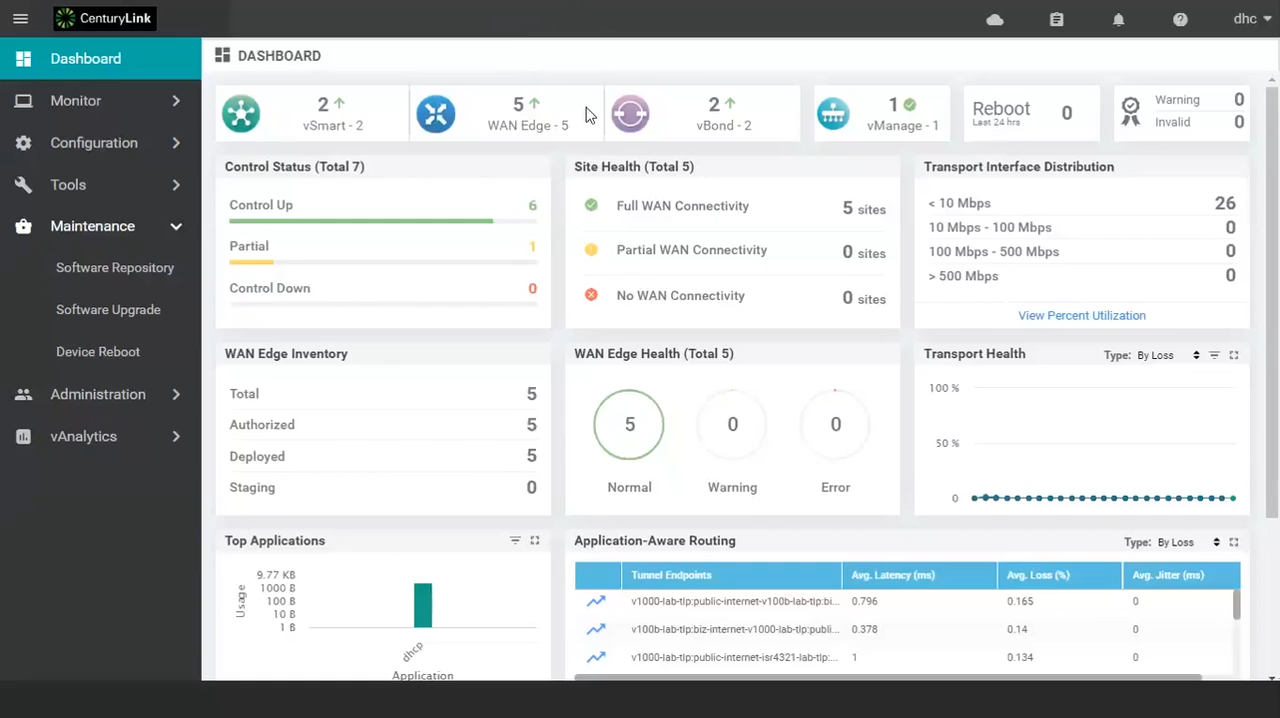 CenturyLink
dhc
Dashboard
Monitor
Configuration
Tools
Maintenance
Software Repository
Software Upgrade
Device Reboot
Administration
vAnalytics
DASHBOARD
2
vSmart - 2
5
WAN Edge - 5
2
vBond - 2
1
vManage - 1
Reboot
Last 24 hrs
0
Warning 0
Invalid 0
Control Status (Total 7)
Control Up 6
Partial 1
Control Down 0
Site Health (Total 5)
Full WAN Connectivity 5 sites
Partial WAN Connectivity 0 sites
No WAN Connectivity 0 sites
Transport Interface Distribution
< 10 Mbps 26
10 Mbps - 100 Mbps 0
100 Mbps - 500 Mbps 0
> 500 Mbps 0
View Percent Utilization
WAN Edge Inventory
Total 5
Authorized 5
Deployed 5
Staging 0
WAN Edge Health (Total 5)
5 0 0
Normal Warning Error
Transport Health Type: By Loss
100 %
50 %
0
Top Applications
Usage
9.77 KB
1000 B
100 B
10 B
1 B
dhcp
Application
Application-Aware Routing Type: By Loss
Tunnel Endpoints Avg. Latency (ms) Avg. Loss (%) Avg. Jitter (ms)
v1000-lab-tlp:public-internet-v100b-lab-tlp:bi... 0.796 0.165 0
v100b-lab-tlp:biz-internet-v1000-lab-tlp:publi... 0.378 0.14 0
v1000-lab-tlp:public-internet-isr4321-lab-tlp:... 1 0.134 0